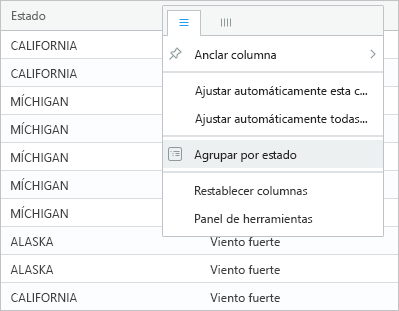 Estado
CALIFORNIA
Anclar columna
CALIFORNIA
Ajustar automáticamente esta c...
MÍCHIGAN
Ajustar automáticamente todas...
MÍCHIGAN
MÍCHIGAN
Agrupar por estado
MÍCHIGAN
Restablecer columnas
MÍCHIGAN
Panel de herramientas
ALASKA Viento fuerte
ALASKA Viento fuerte
CALIFORNIA Viento fuerte